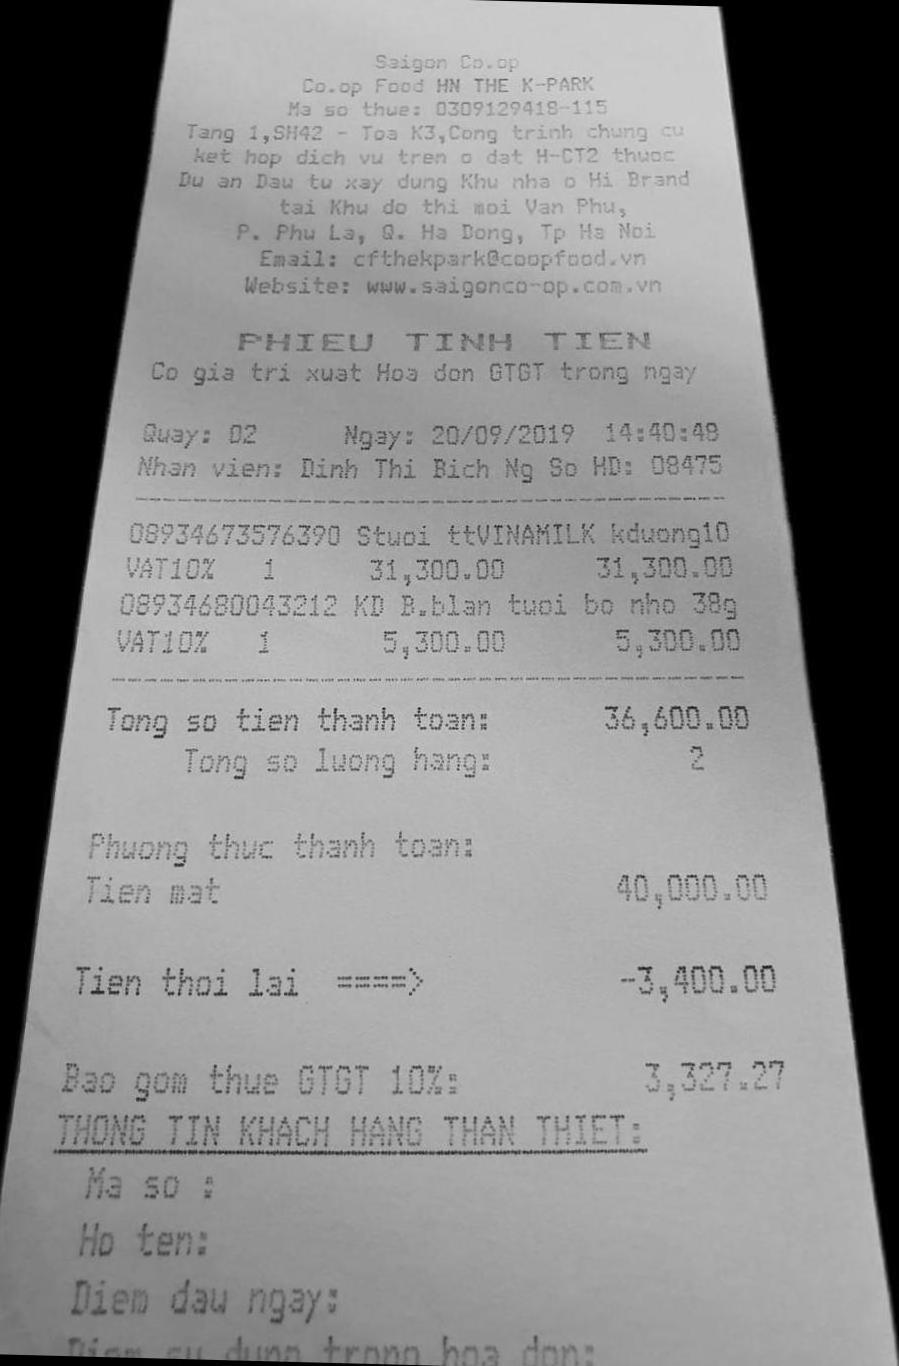 Saigon Co.op
Co.op Food HN THE K-PARK
Ma so thue: 0309129418-115
Tang 1,SH42 - Toa K3,Cong trinh chung cu
ket hop dich vu tren o dat H-CT2 thuoc
Du an Dau tu xay dung Khu nha o Hi Brand
tai Khu do thi moi Van Phu,
P. Phu La, Q. Ha Dong, Tp Ha Noi
Email: cfthekpark@coopfood.vn
Website: www.saigonco-op.com.vn
PHIEU TINH TIEN
Co gia tri xuat Hoa don GTGT trong ngay
Quay: 02 Ngay: 20/09/2019 14:40:48
Nhan vien: Dinh Thi Bich Ng So HD: 08475
08934673576390 Stuoi ttVINAMILK kduong10
VAT10% 1 31,300.00 31,300.00
08934680043212 KD B.blan tuoi bo nho 38g
VAT10% 1 5,300.00 5,300.00
Tong so tien thanh toan: 36,600.00
Tong so luong hang: 2
Phuong thuc thanh toan:
Tien mat 40,000.00
Tien thoi lai ====> -3,400.00
Bao gom thue GTGT 10%: 3,327.27
THONG TIN KHACH HANG THAN THIET:
Ma so :
Ho ten:
Diem dau ngay:
Diem su dung trong hoa don: